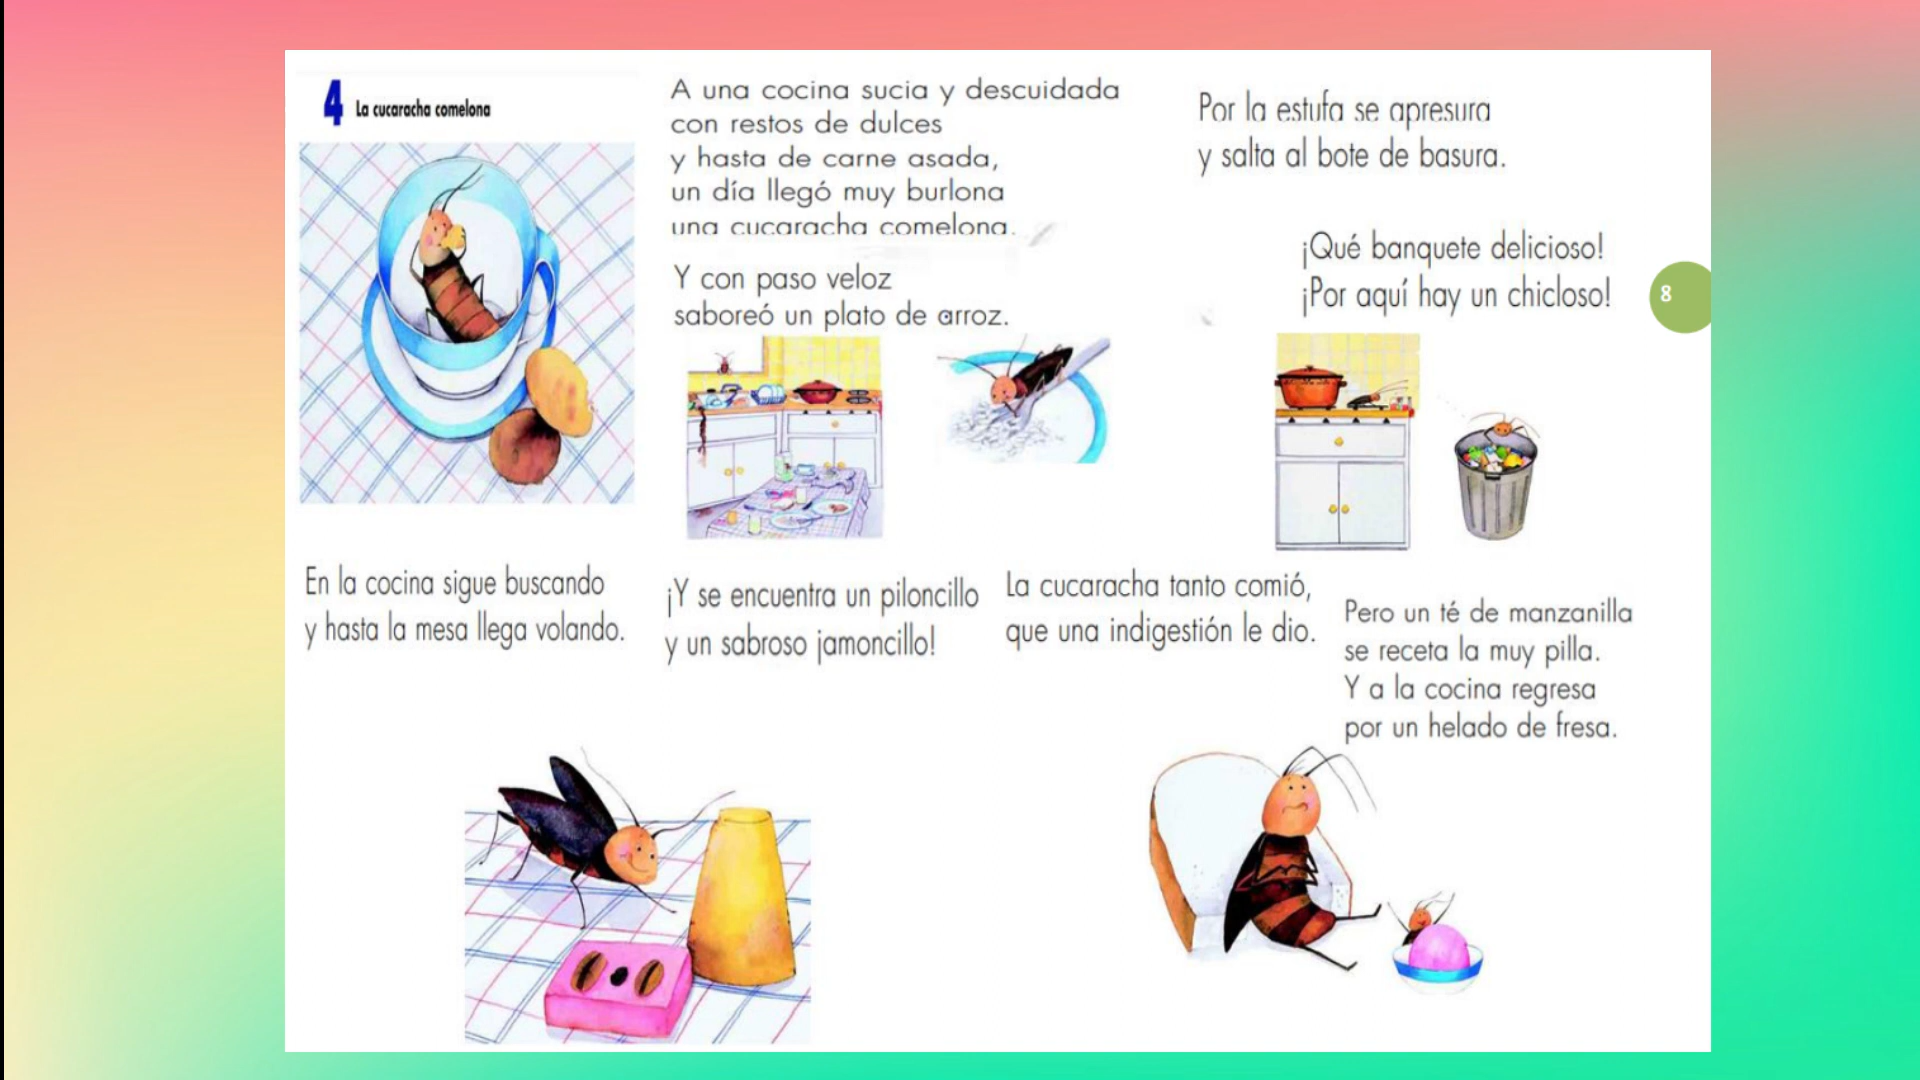 4 La cucaracha comelona
A una cocina sucia y descuidada
con restos de dulces
y hasta de carne asada,
un día llegó muy burlona
una cucaracha comelona.
Y con paso veloz
saboreó un plato de arroz.
Por la estufa se apresura
y salta al bote de basura.
¡Qué banquete delicioso!
¡Por aquí hay un chicloso!
8
En la cocina sigue buscando
y hasta la mesa llega volando.
¡Y se encuentra un piloncillo
y un sabroso jamoncillo!
La cucaracha tanto comió,
que una indigestión le dio.
Pero un té de manzanilla
se receta la muy pilla.
Y a la cocina regresa
por un helado de fresa.